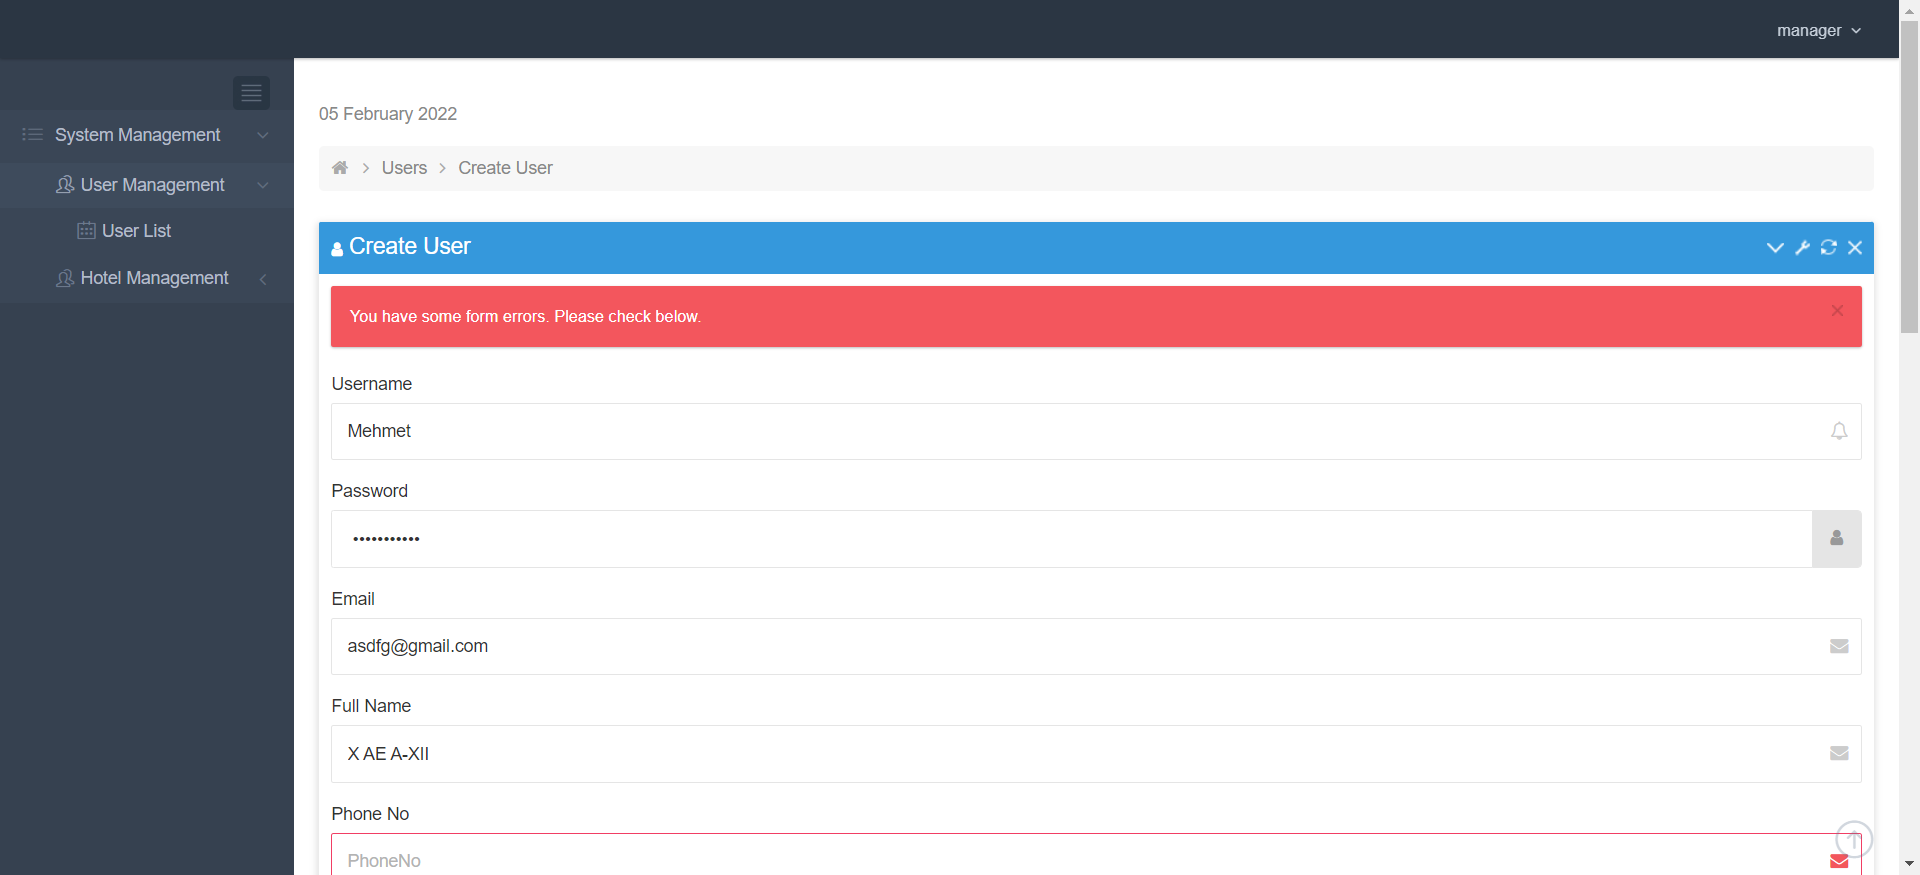 manager
05 February 2022
System Management
Users
Create User
User Management
User List
Create User
Hotel Management
You have some form errors. Please check below.
Username
Mehmet
Password
•••••••••••
Email
asdfg@gmail.com
Full Name
X AE A-XII
Phone No
PhoneNo